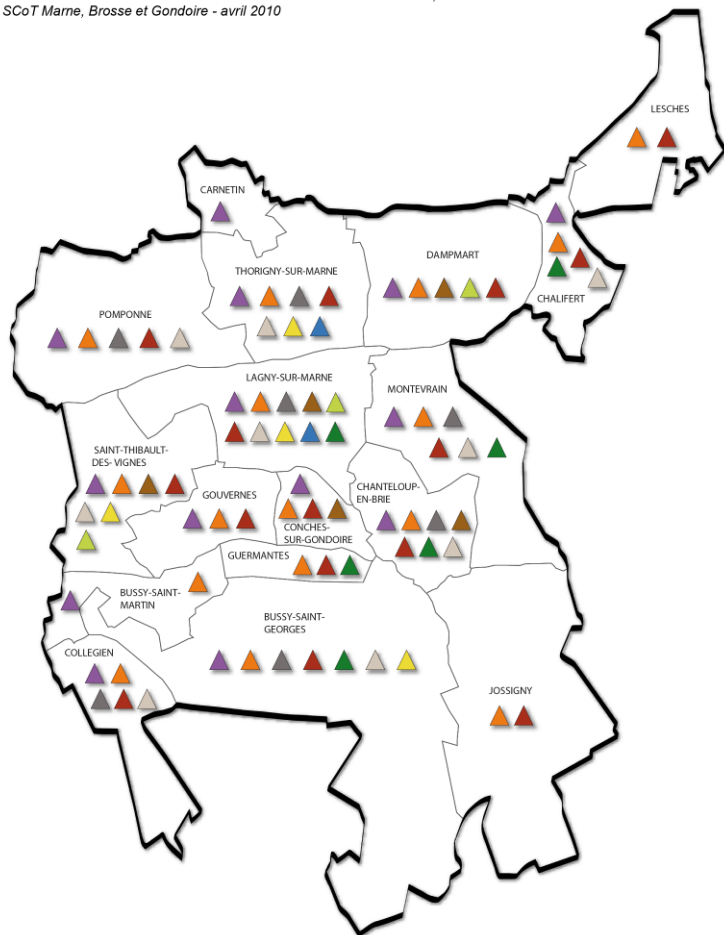 SCoT Marne, Brosse et Gondoire - avril 2010
LESCHES
CARNETIN
DAMPMART
THORIGNY-SUR-MARNE
CHALIFERT
POMPONNE
LAGNY-SUR-MARNE
MONTEVRAIN
SAINT-THIBAULT-
DES- VIGNES
CHANTELOUP-
EN-BRIE
GOUVERNES
CONCHES-
SUR-GONDOIRE
GUERMANTES
BUSSY-SAINT-
MARTIN
BUSSY-SAINT-
GEORGES
COLLEGIEN
JOSSIGNY